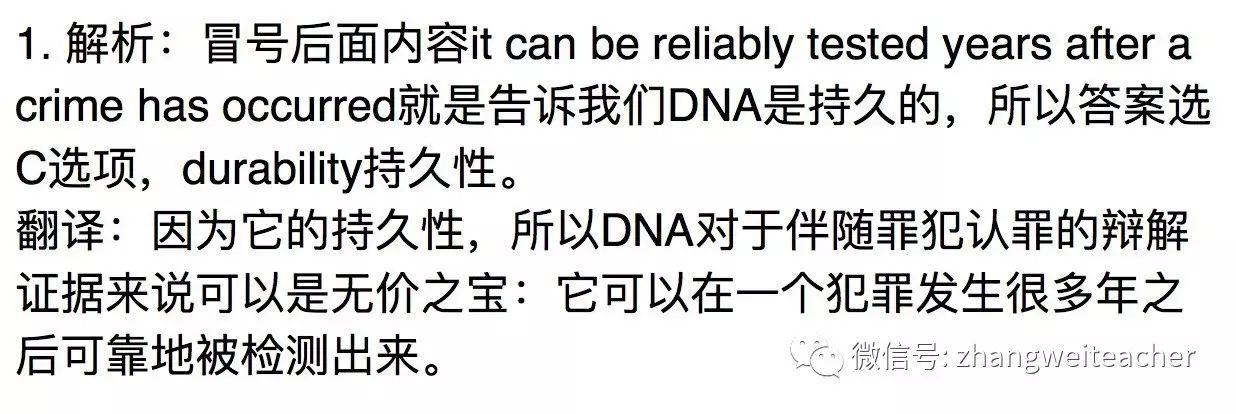 1. 解析：冒号后面内容it can be reliably tested years after a
crime has occurred就是告诉我们DNA是持久的，所以答案选
C选项，durability持久性。
翻译：因为它的持久性，所以DNA对于伴随罪犯认罪的辩解
证据来说可以是无价之宝：它可以在一个犯罪发生很多年之
后可靠地被检测出来。
微信号: zhangweiteacher